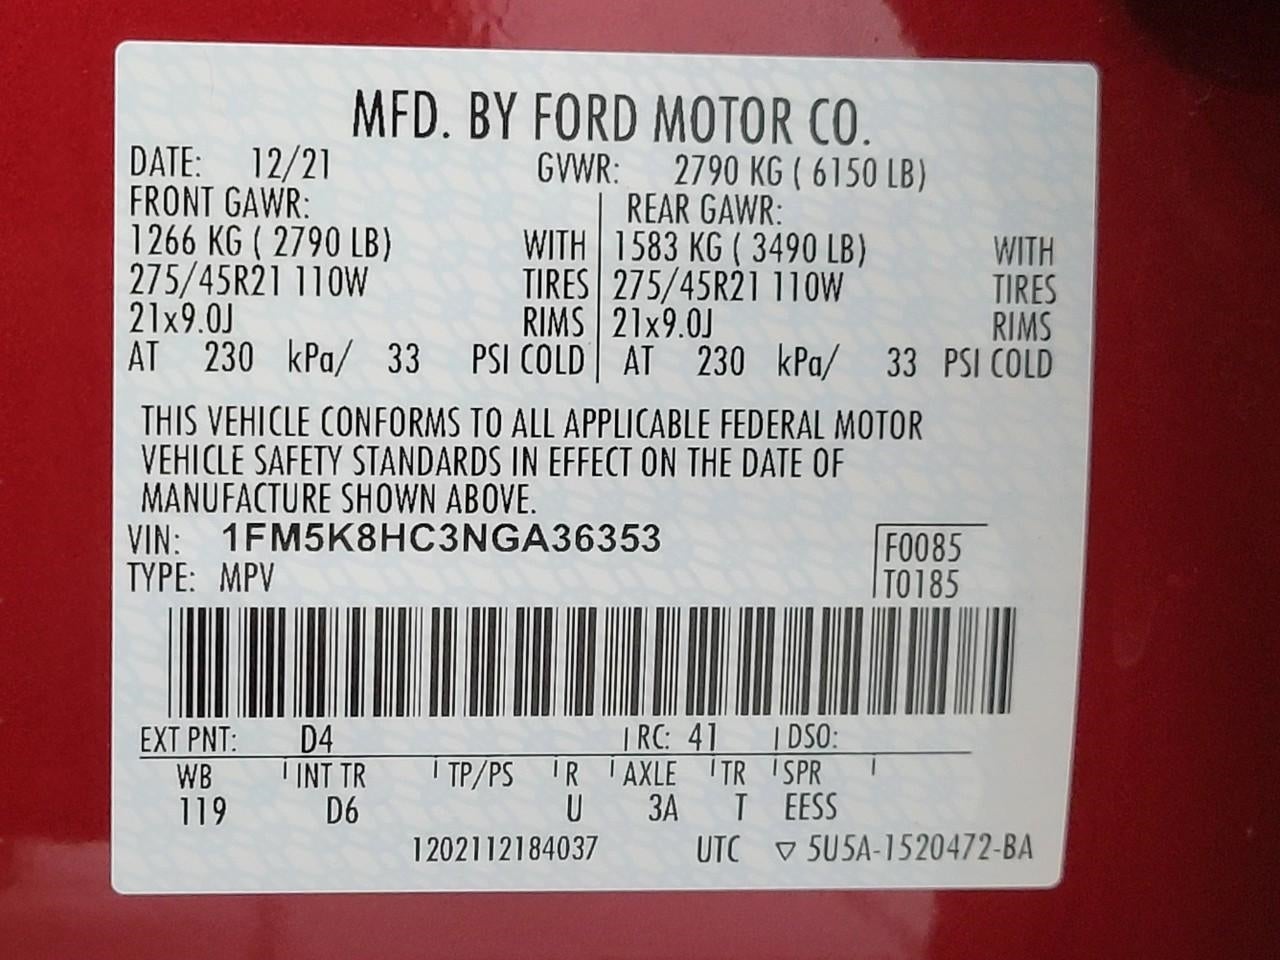 MFD. BY FORD MOTOR CO.
DATE: 12/21 GVWR: 2790 KG ( 6150 LB)
FRONT GAWR: REAR GAWR:
1266 KG ( 2790 LB) WITH 1583 KG ( 3490 LB) WITH
275/45R21 110W TIRES 275/45R21 110W TIRES
21x9.0J RIMS 21x9.0J RIMS
AT 230 kPa/ 33 PSI COLD AT 230 kPa/ 33 PSI COLD
THIS VEHICLE CONFORMS TO ALL APPLICABLE FEDERAL MOTOR
VEHICLE SAFETY STANDARDS IN EFFECT ON THE DATE OF
MANUFACTURE SHOWN ABOVE.
VIN: 1FM5K8HC3NGA36353 F0085
TYPE: MPV T0185
EXT PNT: D4 RC: 41 DSO:
WB INT TR TP/PS R AXLE TR SPR
119 D6 U 3A T EESS
1202112184037 UTC ▽ 5U5A-1520472-BA